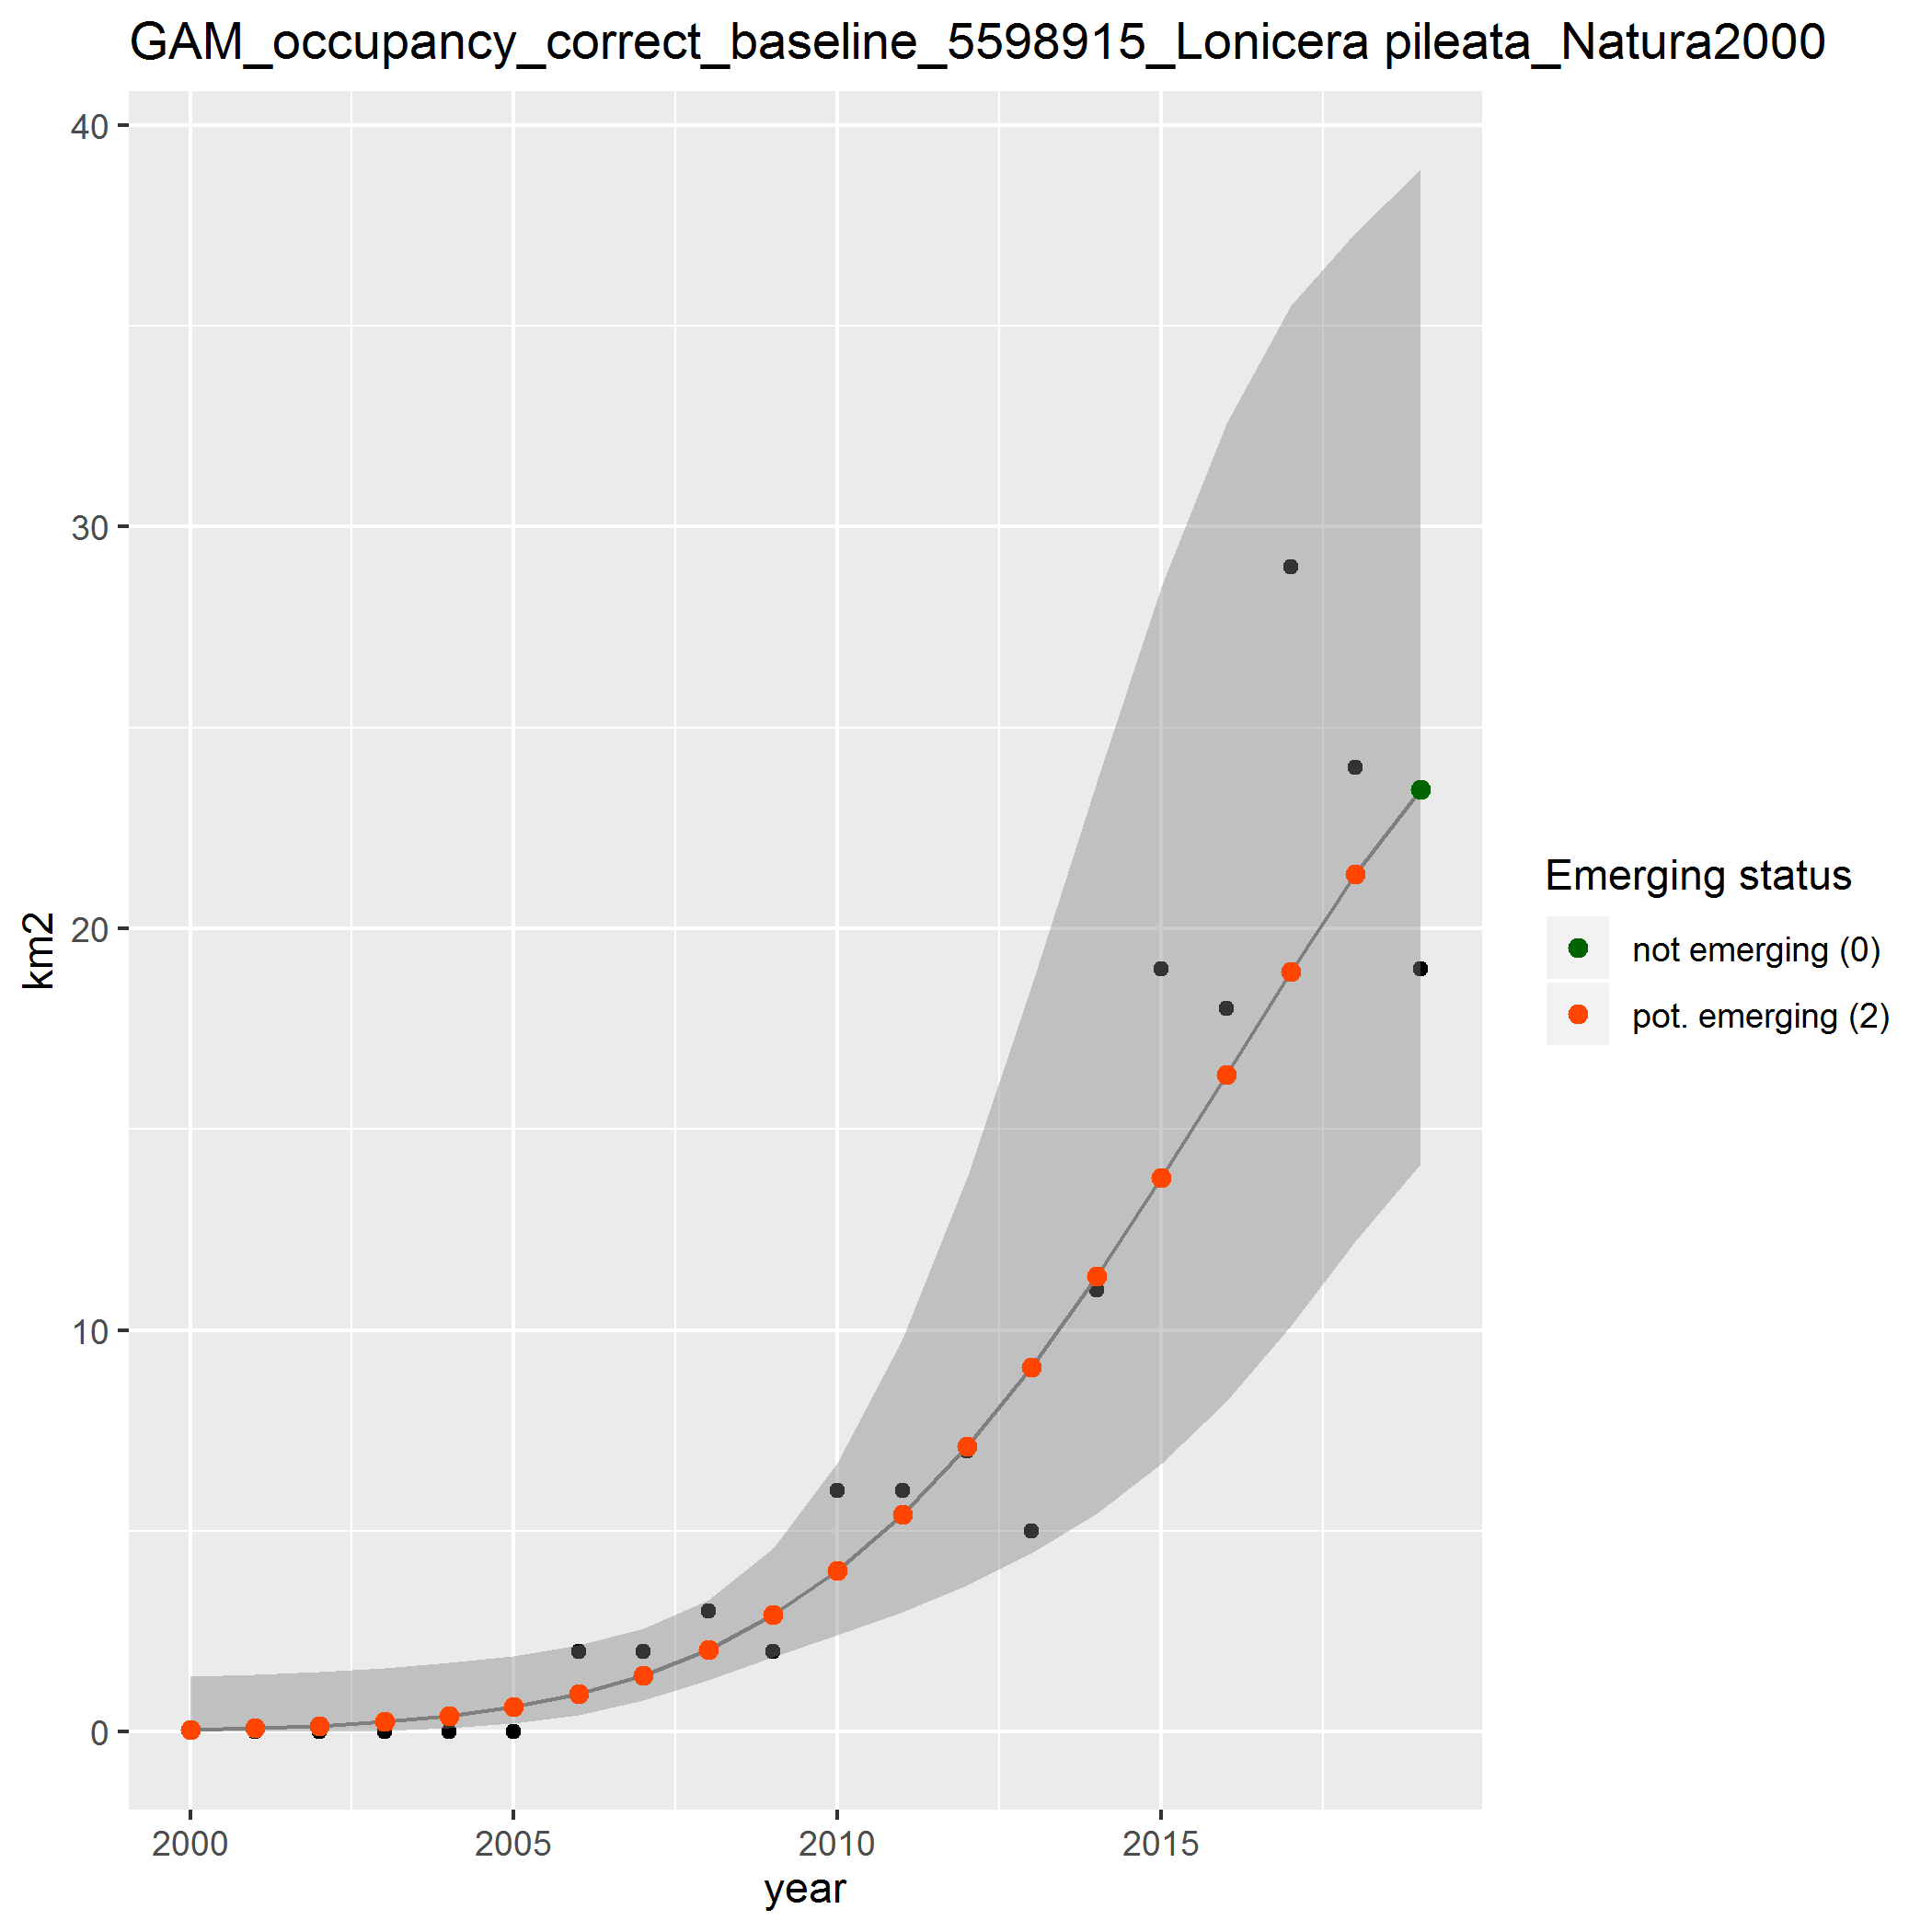 GAM_occupancy_correct_baseline_5598915_Lonicera pileata_Natura2000
40
30
20
10
0
km2
2000 2005 2010 2015
year
Emerging status
not emerging (0)
pot. emerging (2)